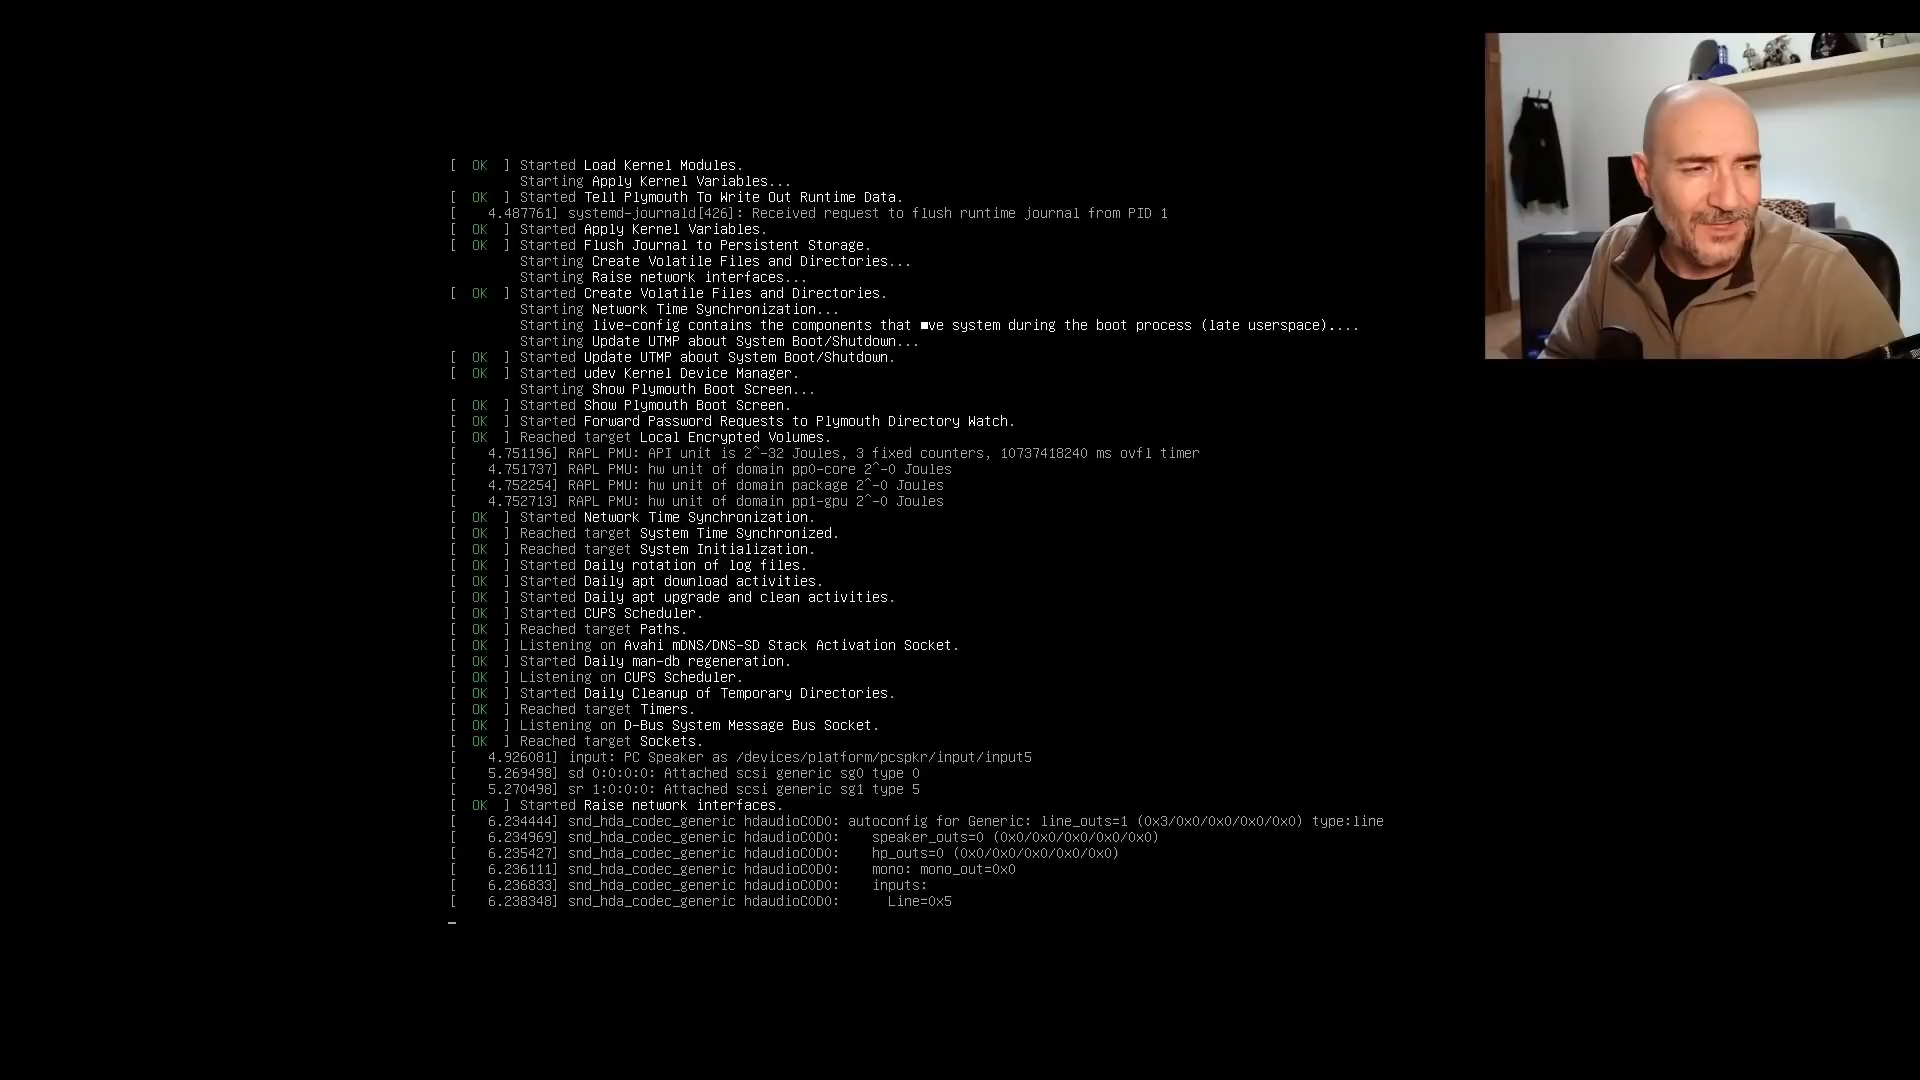 [  OK  ] Started Load Kernel Modules.
Starting Apply Kernel Variables...
[  OK  ] Started Tell Plymouth To Write Out Runtime Data.
[    4.487761] systemd-journald[426]: Received request to flush runtime journal from PID 1
[  OK  ] Started Apply Kernel Variables.
[  OK  ] Started Flush Journal to Persistent Storage.
Starting Create Volatile Files and Directories...
Starting Raise network interfaces...
[  OK  ] Started Create Volatile Files and Directories.
Starting Network Time Synchronization...
Starting live-config contains the components that ■ve system during the boot process (late userspace)....
Starting Update UTMP about System Boot/Shutdown...
[  OK  ] Started Update UTMP about System Boot/Shutdown.
[  OK  ] Started udev Kernel Device Manager.
Starting Show Plymouth Boot Screen...
[  OK  ] Started Show Plymouth Boot Screen.
[  OK  ] Started Forward Password Requests to Plymouth Directory Watch.
[  OK  ] Reached target Local Encrypted Volumes.
[    4.751196] RAPL PMU: API unit is 2^-32 Joules, 3 fixed counters, 10737418240 ms ovfl timer
[    4.751737] RAPL PMU: hw unit of domain pp0-core 2^-0 Joules
[    4.752254] RAPL PMU: hw unit of domain package 2^-0 Joules
[    4.752713] RAPL PMU: hw unit of domain pp1-gpu 2^-0 Joules
[  OK  ] Started Network Time Synchronization.
[  OK  ] Reached target System Time Synchronized.
[  OK  ] Reached target System Initialization.
[  OK  ] Started Daily rotation of log files.
[  OK  ] Started Daily apt download activities.
[  OK  ] Started Daily apt upgrade and clean activities.
[  OK  ] Started CUPS Scheduler.
[  OK  ] Reached target Paths.
[  OK  ] Listening on Avahi mDNS/DNS-SD Stack Activation Socket.
[  OK  ] Started Daily man-db regeneration.
[  OK  ] Listening on CUPS Scheduler.
[  OK  ] Started Daily Cleanup of Temporary Directories.
[  OK  ] Reached target Timers.
[  OK  ] Listening on D-Bus System Message Bus Socket.
[  OK  ] Reached target Sockets.
[    4.926081] input: PC Speaker as /devices/platform/pcspkr/input/input5
[    5.269498] sd 0:0:0:0: Attached scsi generic sg0 type 0
[    5.270498] sr 1:0:0:0: Attached scsi generic sg1 type 5
[  OK  ] Started Raise network interfaces.
[    6.234444] snd_hda_codec_generic hdaudioC0D0: autoconfig for Generic: line_outs=1 (0x3/0x0/0x0/0x0/0x0) type:line
[    6.234969] snd_hda_codec_generic hdaudioC0D0:    speaker_outs=0 (0x0/0x0/0x0/0x0/0x0)
[    6.235427] snd_hda_codec_generic hdaudioC0D0:    hp_outs=0 (0x0/0x0/0x0/0x0/0x0)
[    6.236111] snd_hda_codec_generic hdaudioC0D0:    mono: mono_out=0x0
[    6.236833] snd_hda_codec_generic hdaudioC0D0:    inputs:
[    6.238348] snd_hda_codec_generic hdaudioC0D0:      Line=0x5
_